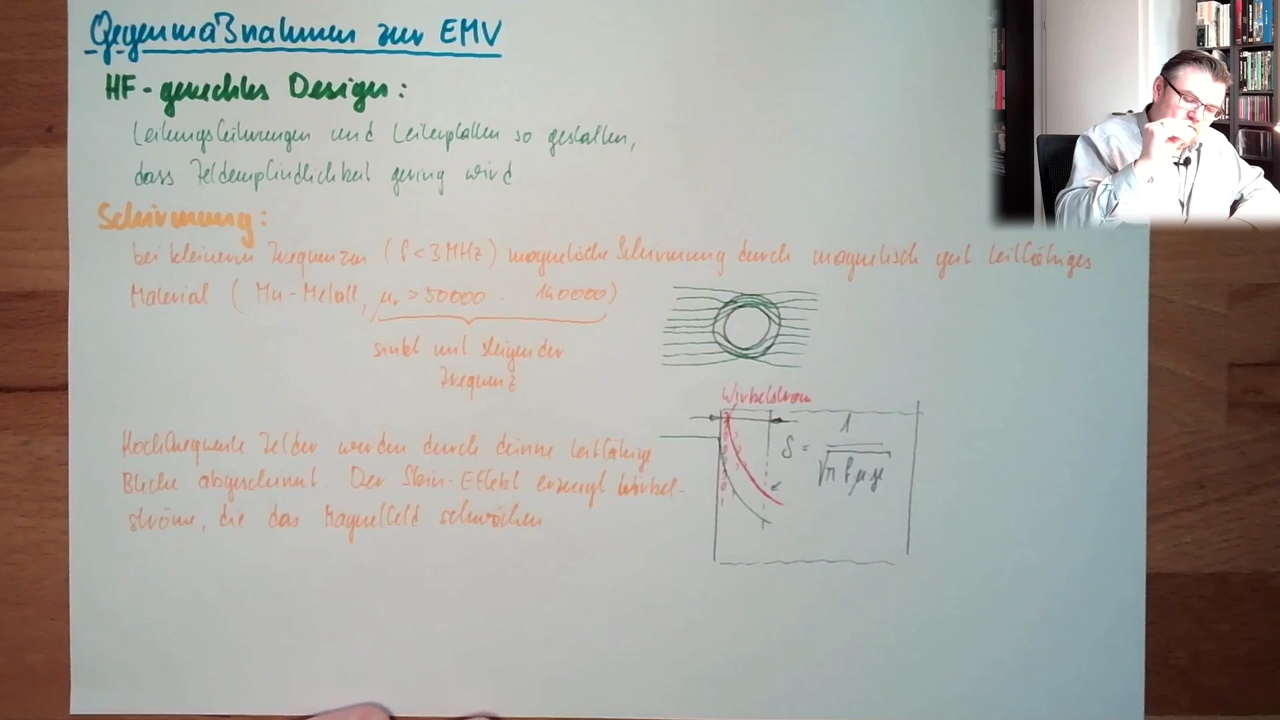 Gegenmaßnahmen zur EMV
HF-gerechtes Design:
Leitungsführungen und Leiterplatten so gestalten,
dass Feldempfindlichkeit gering wird
Schirmung:
bei kleineren Frequenzen (f < 3 MHz) magnetische Schirmung durch magnetisch gut leitfähiges
Material (Mu-Metall, μr > 50000 . 140000)
sinkt mit steigender
Frequenz
Wirbelstrom
δ = 1 / √π f μ ϰ
Hochfrequente Felder werden durch dünne leitfähige
Bleche abgeschirmt Der Skin-Effekt erzeugt Wirbel-
ströme, die das Magnetfeld schwächen